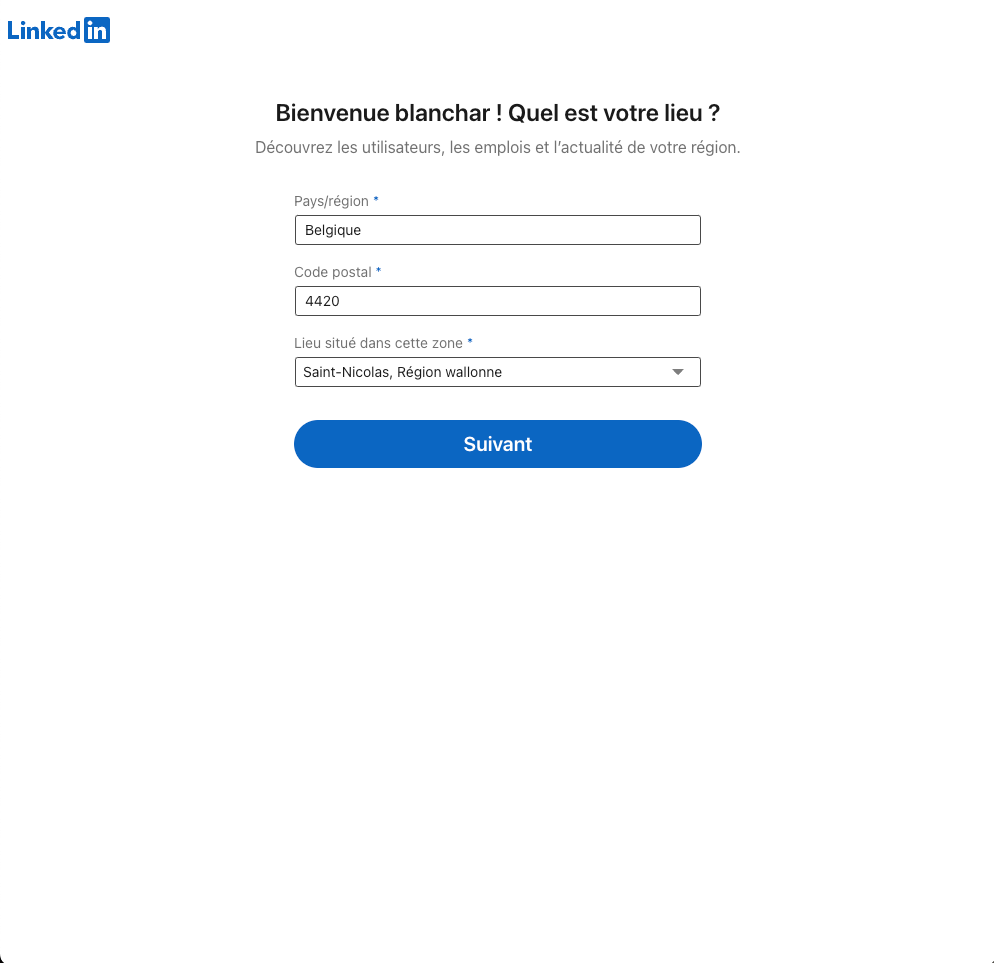 LinkedIn
Bienvenue blanchar ! Quel est votre lieu ?
Découvrez les utilisateurs, les emplois et l’actualité de votre région.
Pays/région *
Belgique
Code postal *
4420
Lieu situé dans cette zone *
Saint-Nicolas, Région wallonne
Suivant